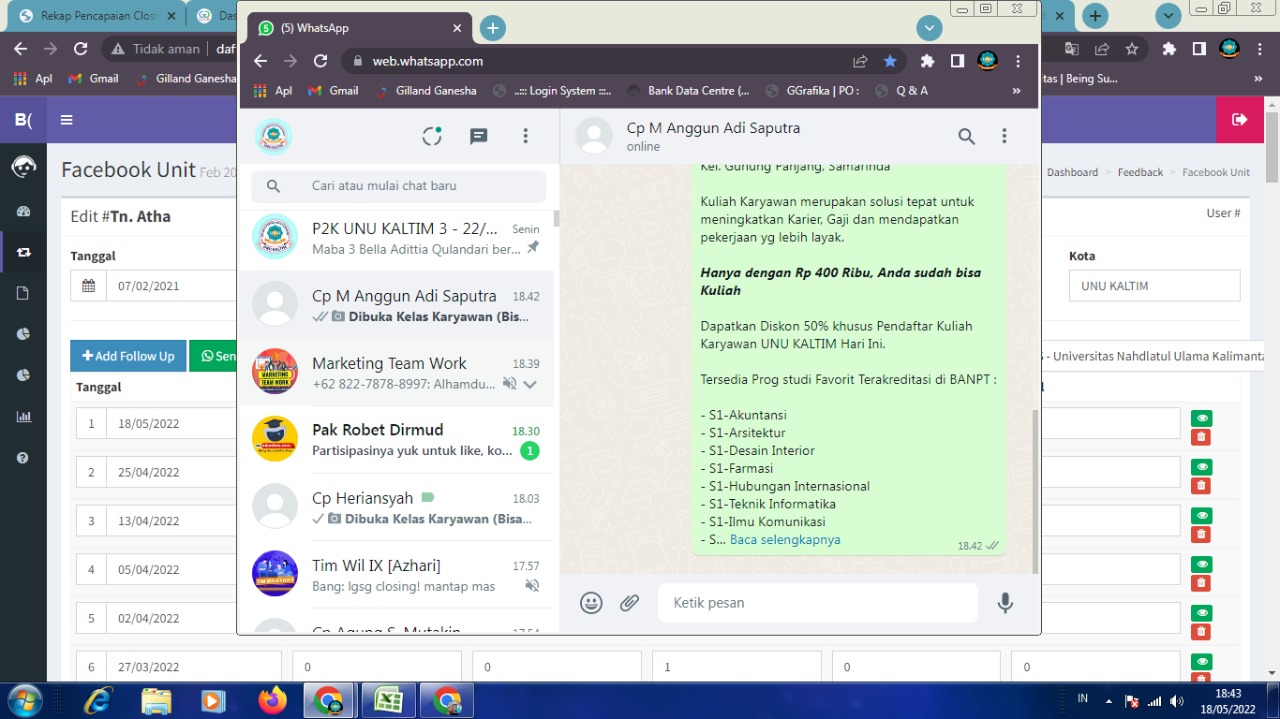 Rekap Pencapaian Closi
Das
Tidak aman
daf
Apl
Gmail
Gilland Ganesha
tas | Being Su...
»
B(
Facebook Unit Feb 20
Dashboard > Feedback > Facebook Unit
Edit #Tn. Atha
User #
Tanggal
07/02/2021
Kota
UNU KALTIM
+Add Follow Up
Sen
S - Universitas Nahdlatul Ulama Kalimanta
Tanggal
1 18/05/2022
2 25/04/2022
3 13/04/2022
4 05/04/2022
5 02/04/2022
6 27/03/2022 0 0 1 0 0
(5) WhatsApp
web.whatsapp.com
Apl
Gmail
Gilland Ganesha
..::: Login System :::..
Bank Data Centre (...
GGrafika | PO :
Q & A
»
Cari atau mulai chat baru
P2K UNU KALTIM 3 - 22/... Senin
Maba 3 Bella Adittia Qulandari ber...
Cp M Anggun Adi Saputra 18.42
Dibuka Kelas Karyawan (Bis...
Marketing Team Work 18.39
+62 822-7878-8997: Alhamdu...
Pak Robet Dirmud 18.30
Partisipasinya yuk untuk like, ko... 1
Cp Heriansyah 18.03
Dibuka Kelas Karyawan (Bisa...
Tim Wil IX [Azhari] 17.57
Bang: lgsg closing! mantap mas
Cp Agung S. Mutakin 17.54
Cp M Anggun Adi Saputra
online
Kel. Gunung Panjang, Samarinda
Kuliah Karyawan merupakan solusi tepat untuk
meningkatkan Karier, Gaji dan mendapatkan
pekerjaan yg lebih layak.
Hanya dengan Rp 400 Ribu, Anda sudah bisa
Kuliah
Dapatkan Diskon 50% khusus Pendaftar Kuliah
Karyawan UNU KALTIM Hari Ini.
Tersedia Prog studi Favorit Terakreditasi di BANPT :
- S1-Akuntansi
- S1-Arsitektur
- S1-Desain Interior
- S1-Farmasi
- S1-Hubungan Internasional
- S1-Teknik Informatika
- S1-Ilmu Komunikasi
- S... Baca selengkapnya
18.42
Ketik pesan
IN
18:43
18/05/2022